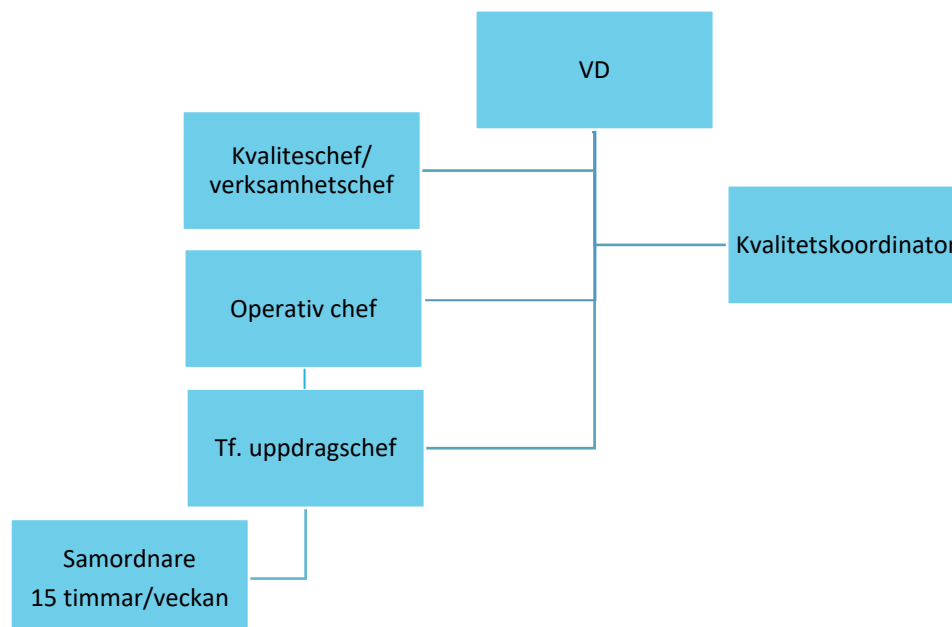 VD
Kvaliteschef/
verksamhetschef
Kvalitetskoordinator
Operativ chef
Tf. uppdragschef
Samordnare
15 timmar/veckan